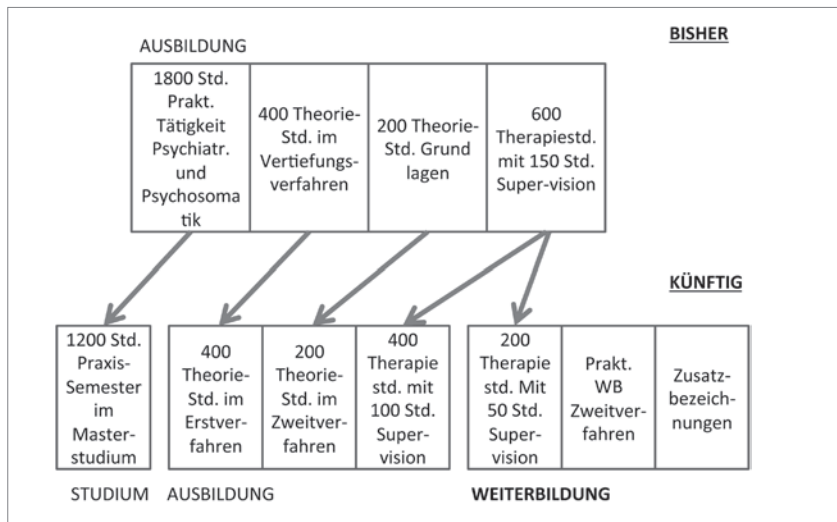 BISHER
AUSBILDUNG
1800 Std.
Prakt.
Tätigkeit
Psychiatr.
und
Psychosoma
tik
400 Theorie-
Std. im
Vertiefungs-
verfahren
200 Theorie-
Std. Grund
lagen
600
Therapiestd.
mit 150 Std.
Super-vision
KÜNFTIG
1200 Std.
Praxis-
Semester
im
Master-
studium
400
Theorie-
Std. im
Erstver-
fahren
200
Theorie-
Std. im
Zweitver-
fahren
400
Therapie
std. mit
100 Std.
Super-
vision
200
Therapie
std. Mit
50 Std.
Super-
vision
Prakt.
WB
Zweitver-
fahren
Zusatz-
bezeich-
nungen
STUDIUM
AUSBILDUNG
WEITERBILDUNG